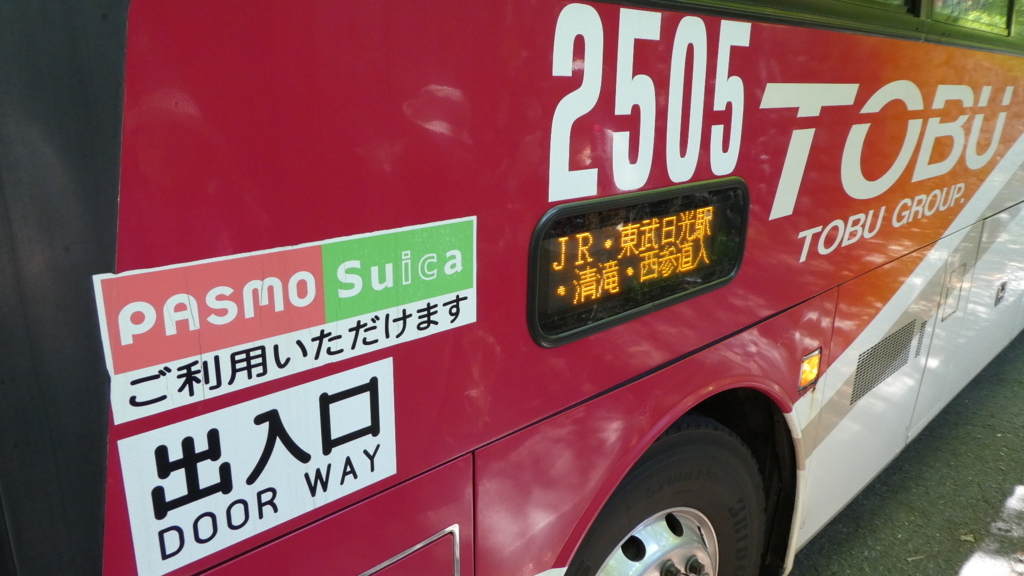 2505
TOBU
TOBU GROUP.
JR・東武日光駅
・清滝・西参道入
PASMO Suica
ご利用いただけます
出入口
DOOR WAY